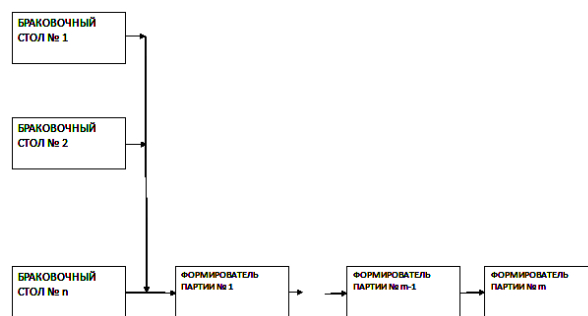 БРАКОВОЧНЫЙ
СТОЛ № 1
БРАКОВОЧНЫЙ
СТОЛ № 2
БРАКОВОЧНЫЙ
СТОЛ № n
ФОРМИРОВАТЕЛЬ
ПАРТИИ № 1
ФОРМИРОВАТЕЛЬ
ПАРТИИ № m-1
ФОРМИРОВАТЕЛЬ
ПАРТИИ № m